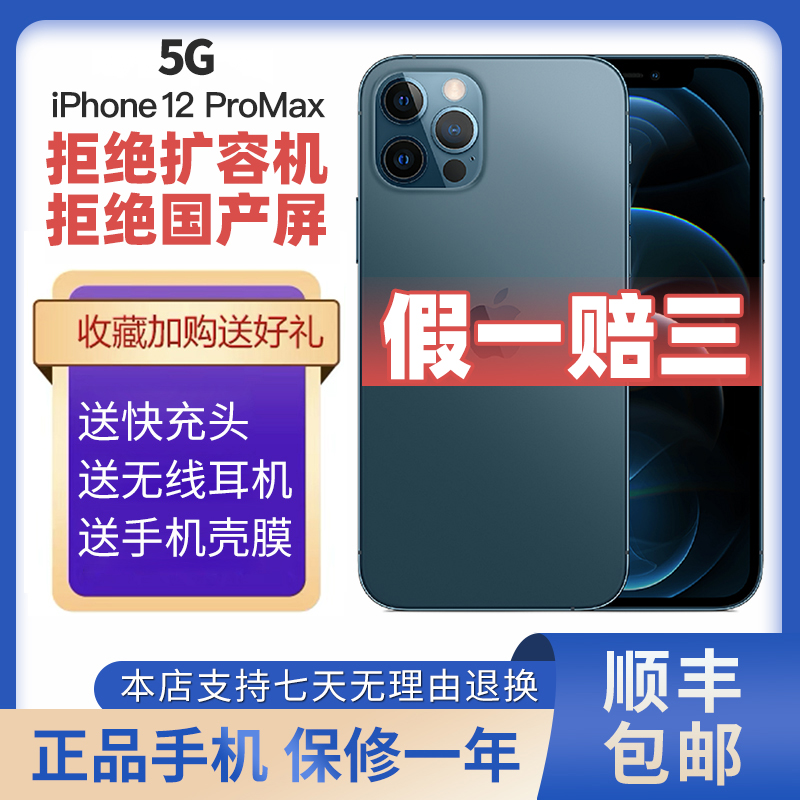 5G
iPhone 12 ProMax
拒绝扩容机
拒绝国产屏
收藏加购送好礼
送快充头
送无线耳机
送手机壳膜
假一赔三
本店支持七天无理由退换
正品手机 保修一年
顺丰
包邮